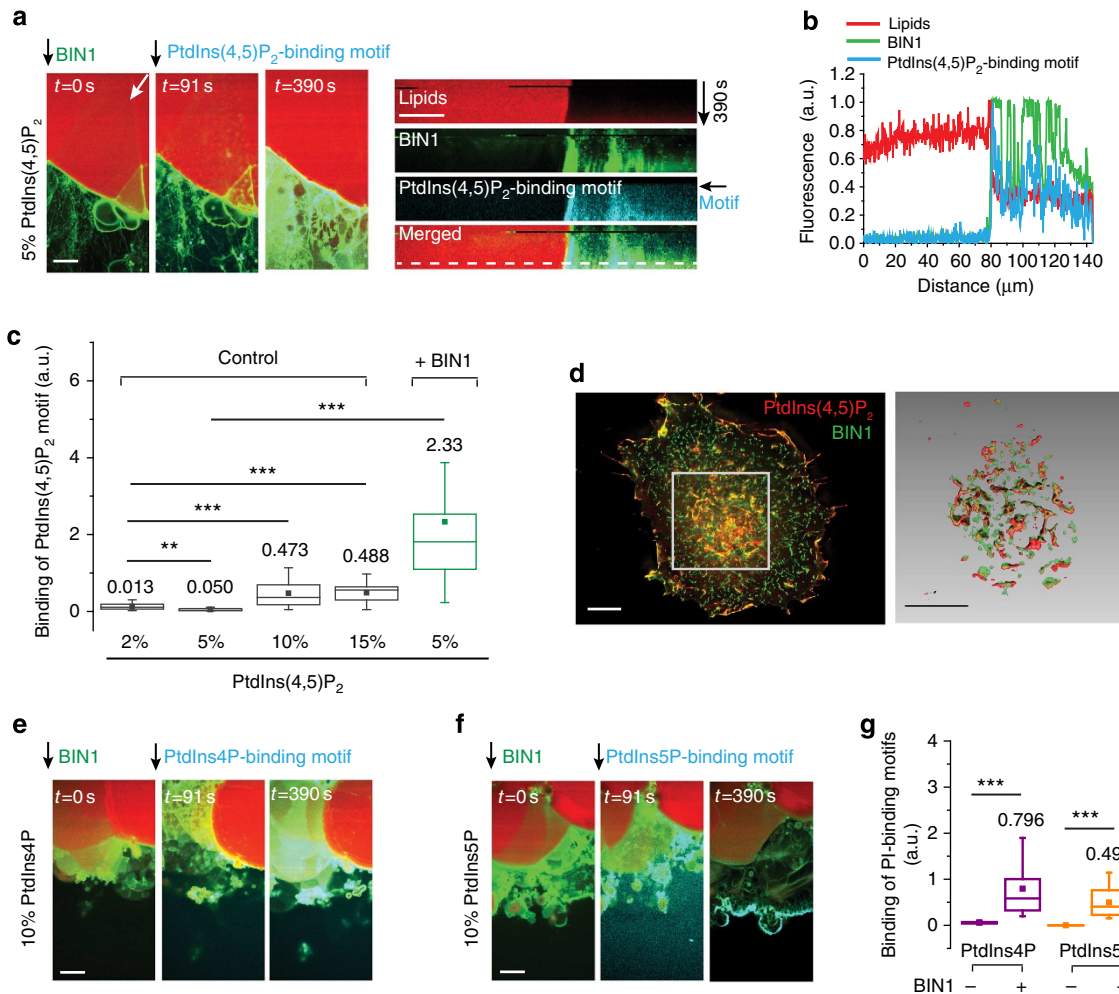 a
BIN1
PtdIns(4,5)P2-binding motif
5% PtdIns(4,5)P2
t=0 s
t=91 s
t=390 s
Lipids
BIN1
PtdIns(4,5)P2-binding motif
Merged
390 s
Motif
b
Lipids
BIN1
PtdIns(4,5)P2-binding motif
Fluorescence (a.u.)
1.2
1.0
0.8
0.6
0.4
0.2
0.0
0 20 40 60 80 100 120 140
Distance (μm)
c
Binding of PtdIns(4,5)P2 motif (a.u.)
6
4
2
0
Control
+ BIN1
***
2.33
***
***
**
0.013
0.050
0.473
0.488
2% 5% 10% 15% 5%
PtdIns(4,5)P2
d
PtdIns(4,5)P2
BIN1
e
BIN1
PtdIns4P-binding motif
10% PtdIns4P
t=0 s
t=91 s
t=390 s
f
BIN1
PtdIns5P-binding motif
10% PtdIns5P
t=0 s
t=91 s
t=390 s
g
Binding of PI-binding motifs
(a.u.)
4
3
2
1
0
***
0.796
***
0.49
PtdIns4P
PtdIns5
BIN1 – + –